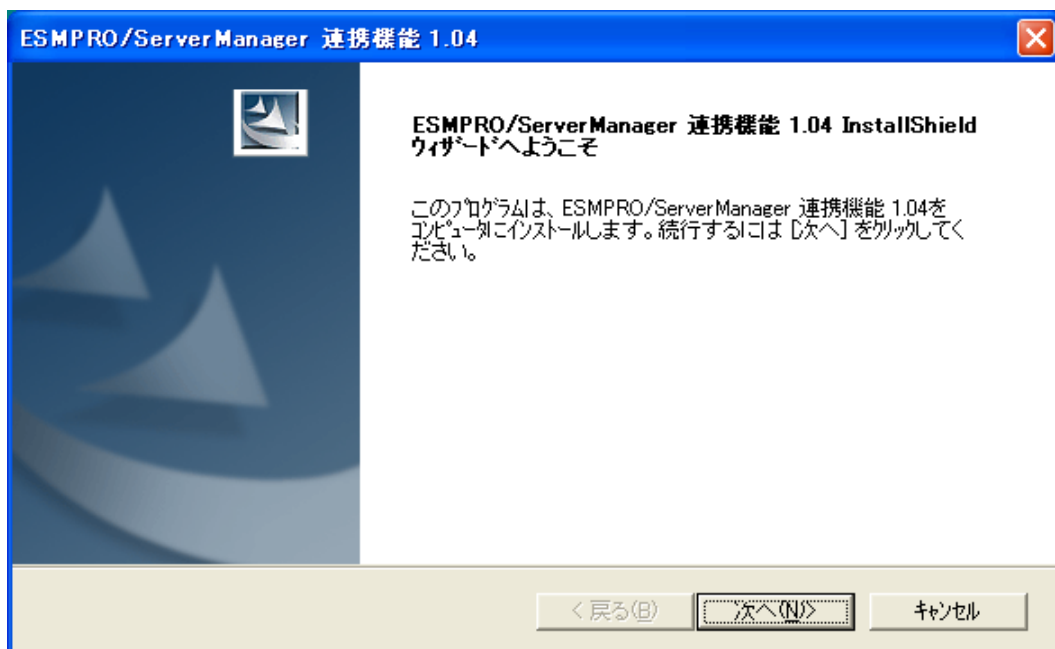 ESMPRO/ServerManager 連携機能 1.04
ESMPRO/ServerManager 連携機能 1.04 InstallShield
ｳｨｻﾞｰﾄﾞへようこそ
このﾌﾟﾛｸﾞﾗﾑは、ESMPRO/ServerManager 連携機能 1.04を
ｺﾝﾋﾟｭｰﾀにｲﾝｽﾄｰﾙします。続行するには [次へ] をｸﾘｯｸしてく
ださい。
< 戻る(B)
次へ(N)>
ｷｬﾝｾﾙ